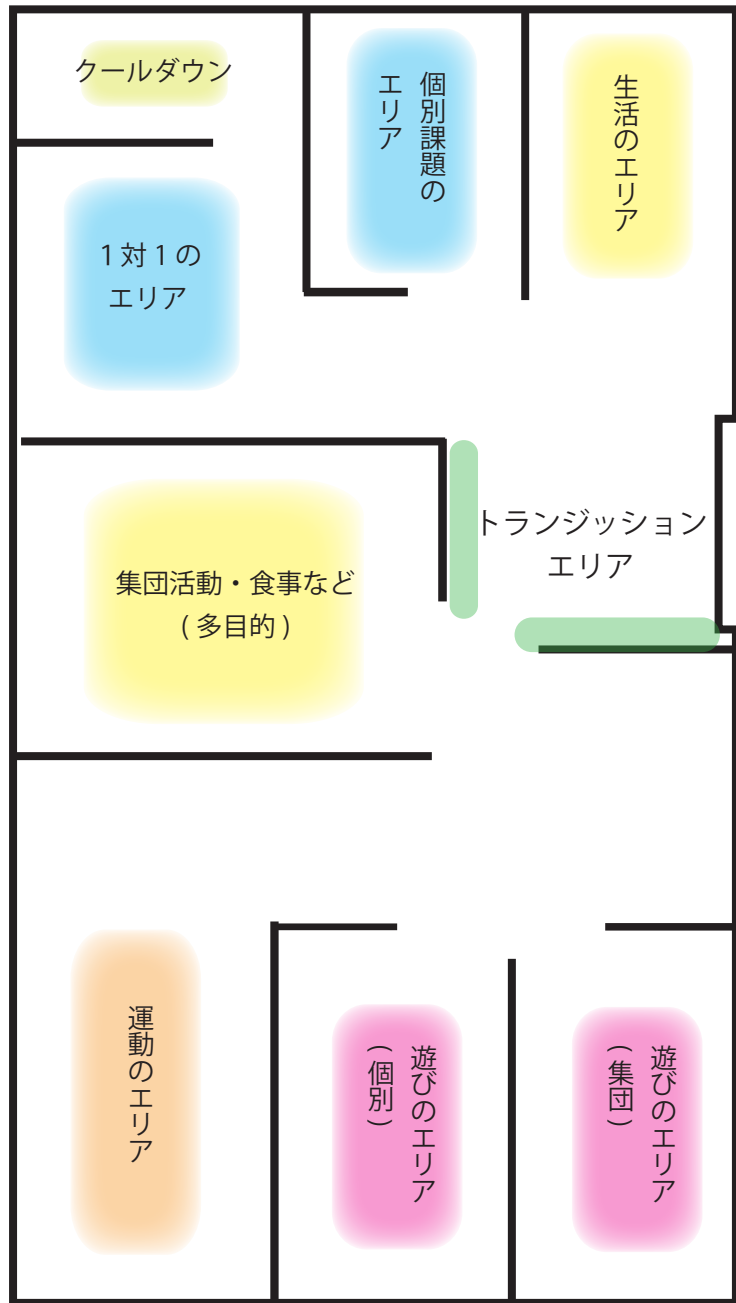 クールダウン
個別課題の
エリア
生活のエリア
1対1の
エリア
トランジッション
エリア
集団活動・食事など
(多目的)
運動のエリア
遊びのエリア
(個別)
遊びのエリア
(集団)